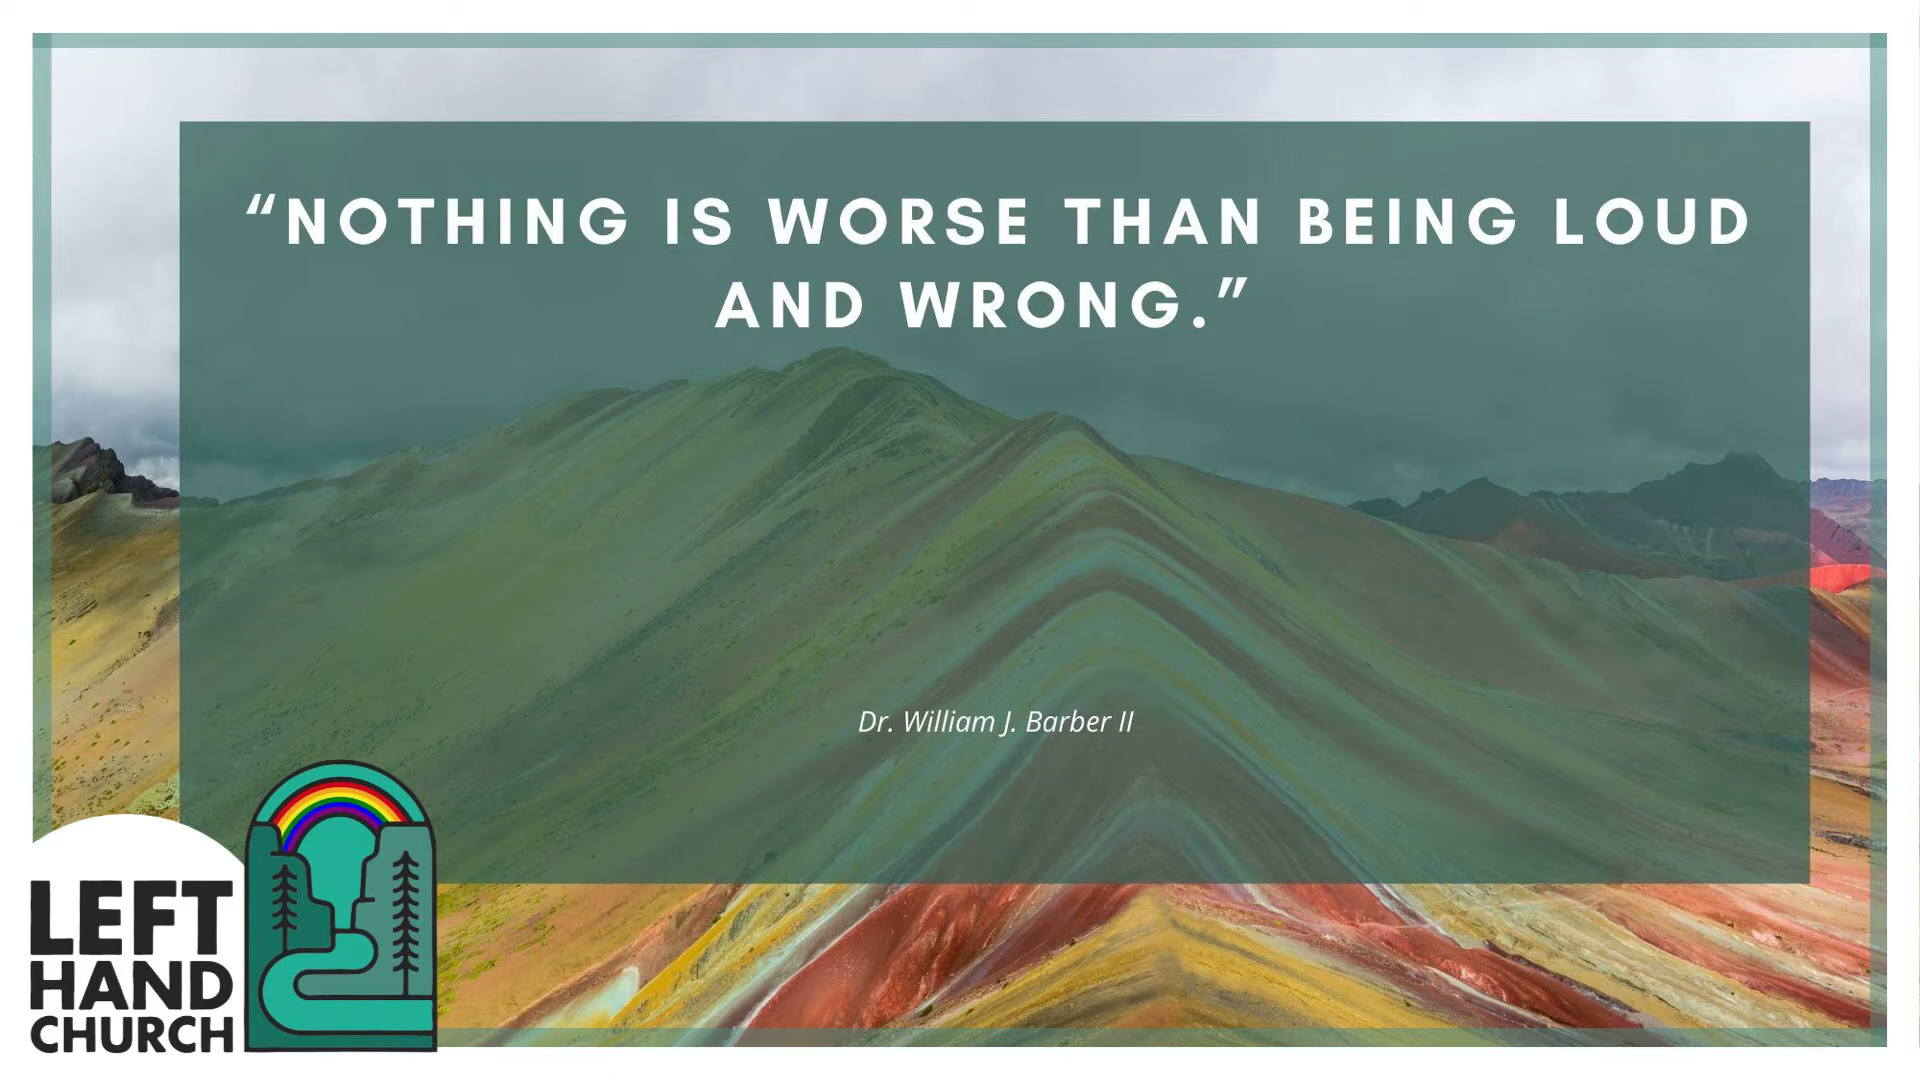 “NOTHING IS WORSE THAN BEING LOUD
AND WRONG.”
Dr. William J. Barber II
LEFT
HAND
CHURCH